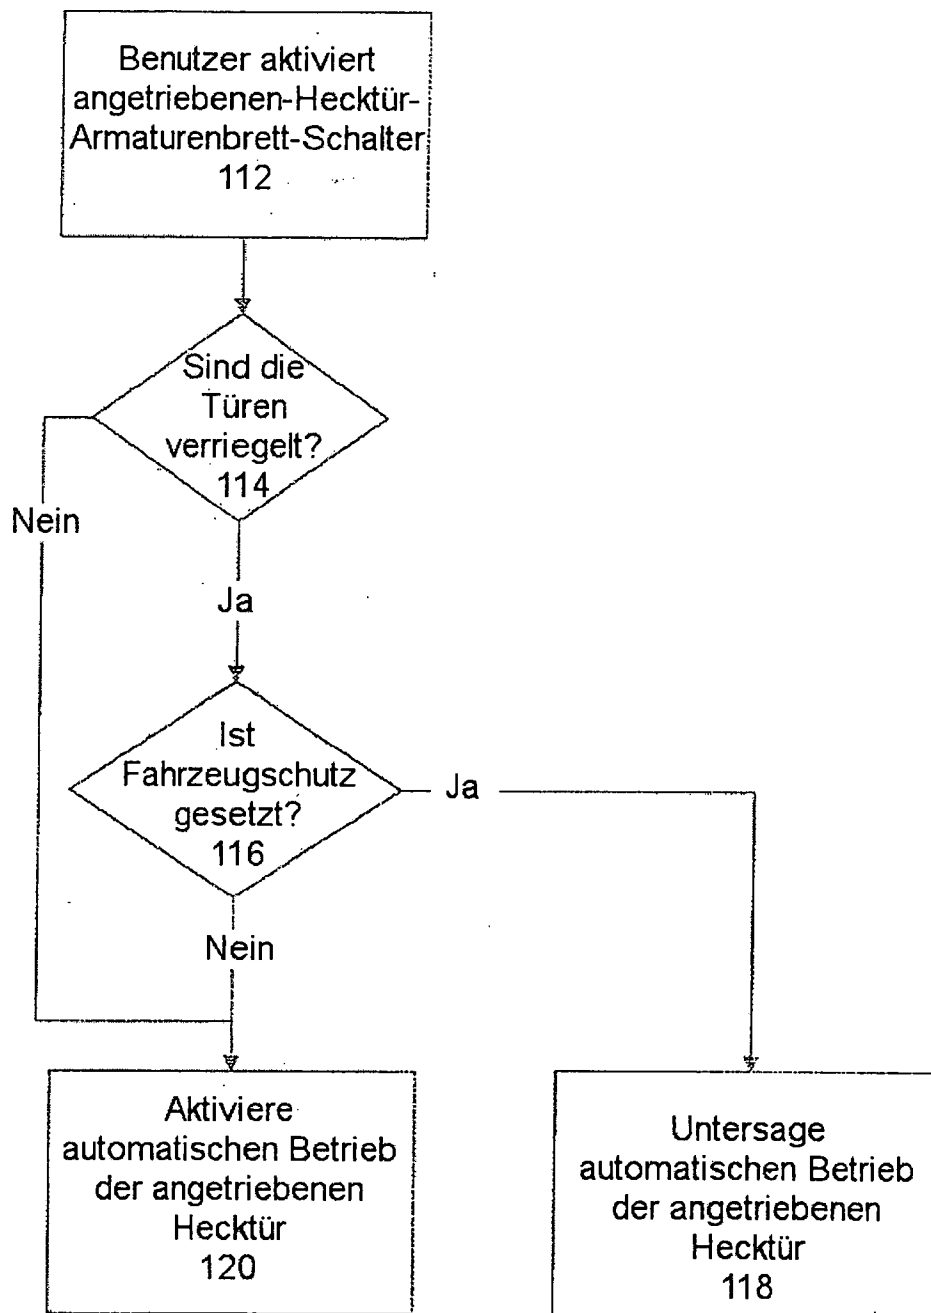 Benutzer aktiviert
angetriebenen-Hecktür-
Armaturenbrett-Schalter
112
Sind die
Türen
verriegelt?
114
Nein
Ja
Ist
Fahrzeugschutz
gesetzt?
116
Ja
Nein
Aktiviere
automatischen Betrieb
der angetriebenen
Hecktür
120
Untersage
automatischen Betrieb
der angetriebenen
Hecktür
118